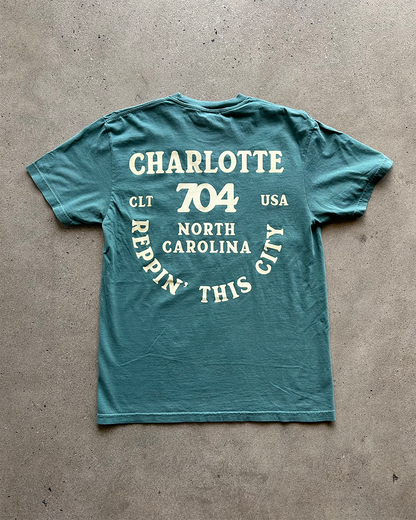 CHARLOTTE
CLT 704 USA
NORTH
CAROLINA
REPPIN' THIS CITY